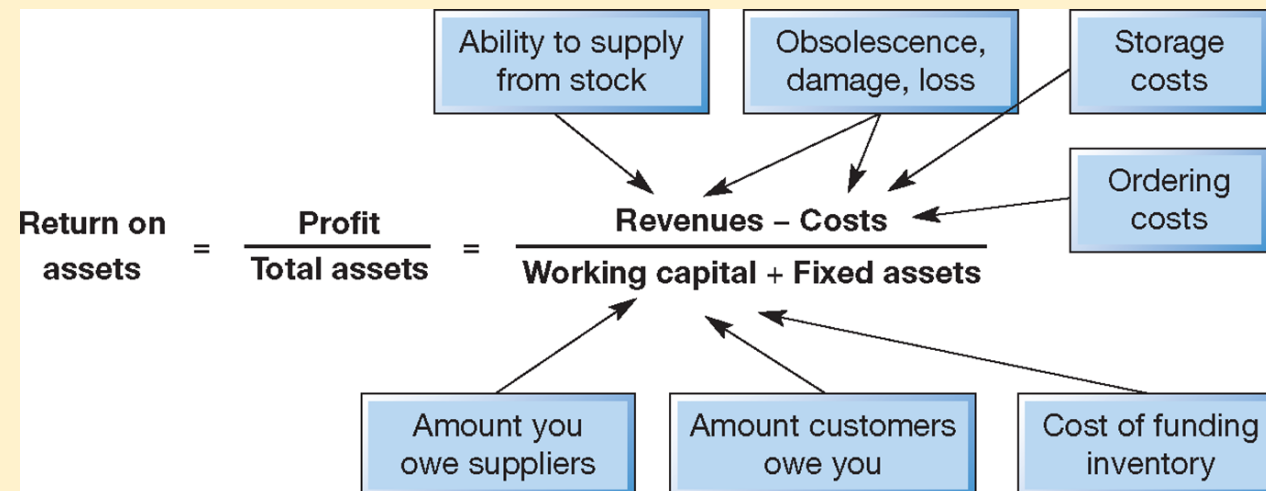 Ability to supply
from stock
Obsolescence,
damage, loss
Storage
costs
Ordering
costs
Return on
assets
=
Profit
Total assets
=
Revenues – Costs
Working capital + Fixed assets
Amount you
owe suppliers
Amount customers
owe you
Cost of funding
inventory